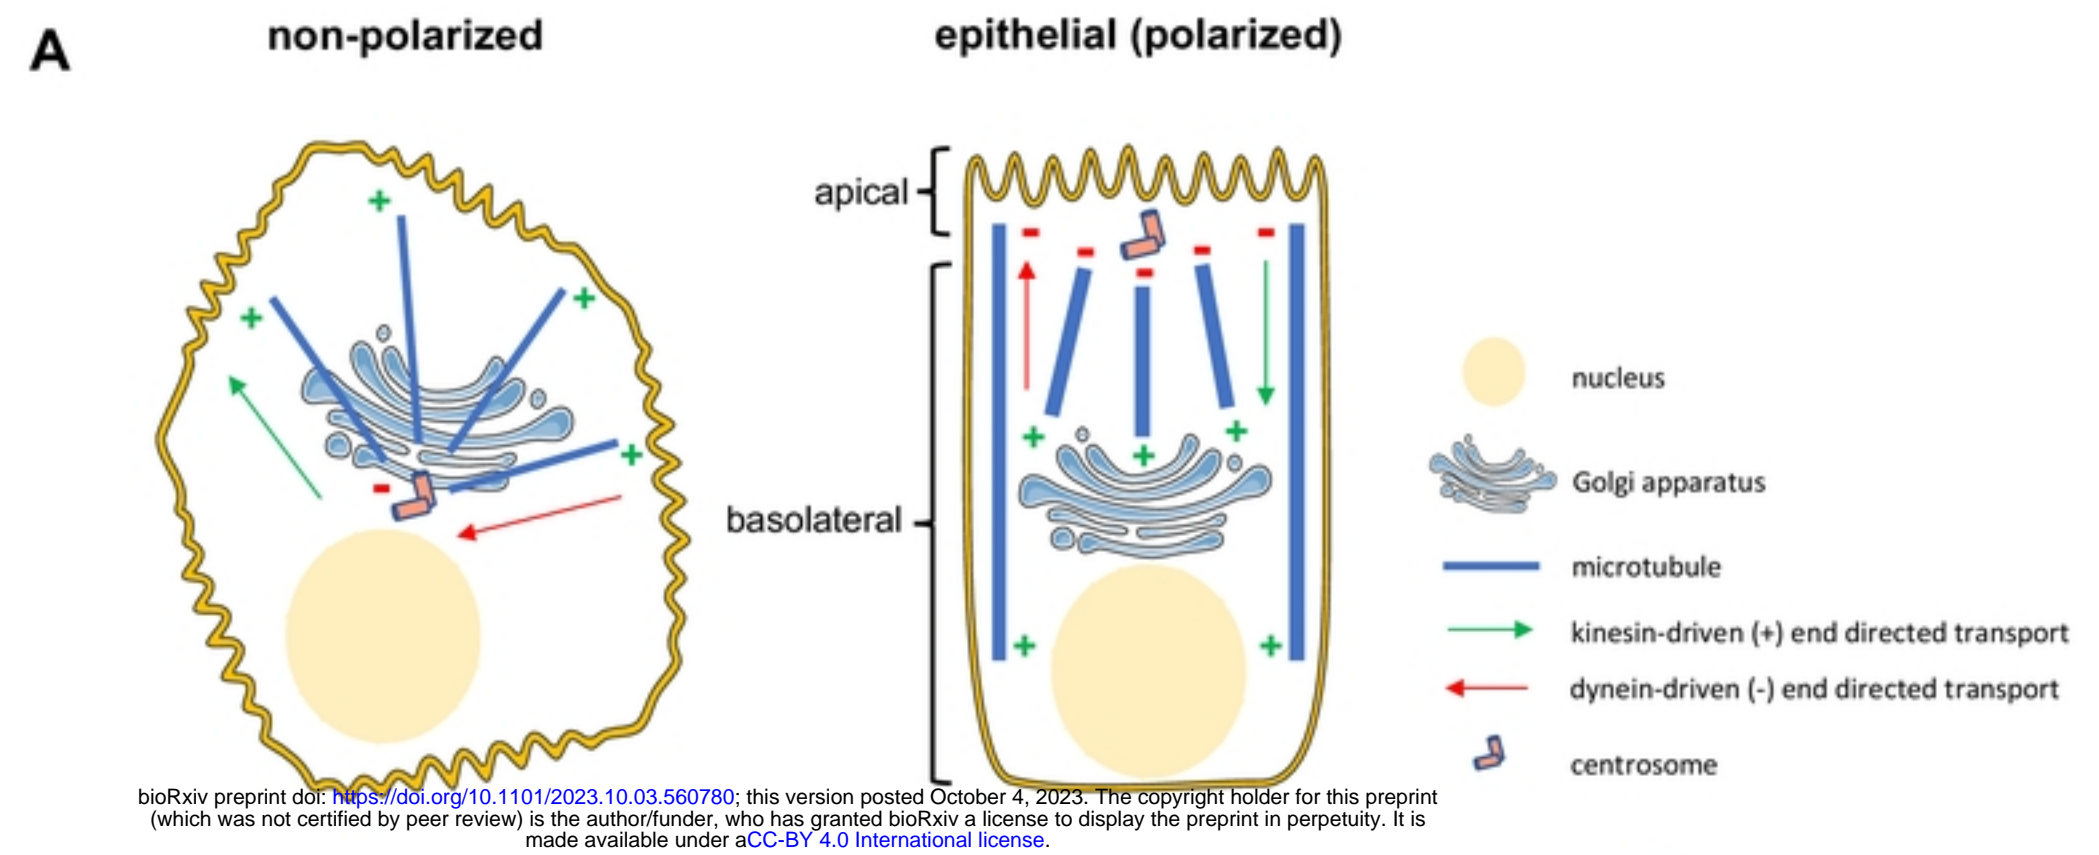 A
non-polarized
epithelial (polarized)
+
+
+
+
-
apical
basolateral
-
-
-
-
-
+
+
+
+
+
nucleus
Golgi apparatus
microtubule
kinesin-driven (+) end directed transport
dynein-driven (-) end directed transport
centrosome
bioRxiv preprint doi: https://doi.org/10.1101/2023.10.03.560780; this version posted October 4, 2023. The copyright holder for this preprint
(which was not certified by peer review) is the author/funder, who has granted bioRxiv a license to display the preprint in perpetuity. It is
made available under aCC-BY 4.0 International license.